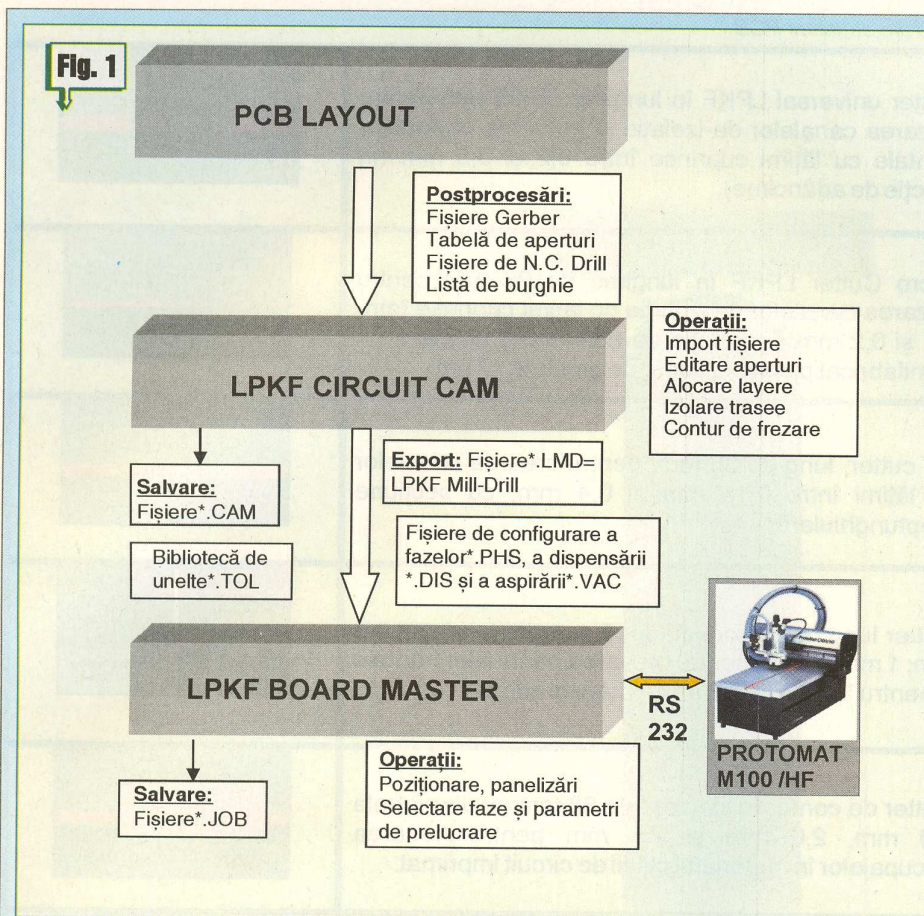 Fig. 1
PCB LAYOUT
Postprocesări:
Fișiere Gerber
Tabelă de aperturi
Fișiere de N.C. Drill
Listă de burghie
Operații:
Import fișiere
Editare aperturi
Alocare layere
Izolare trasee
Contur de frezare
LPKF CIRCUIT CAM
Salvare:
Fișiere*.CAM
Export: Fișiere*.LMD=
LPKF Mill-Drill
Bibliotecă de
unelte*.TOL
Fișiere de configurare a
fazelor*.PHS, a dispensării
*.DIS și a aspirării*.VAC
LPKF BOARD MASTER
RS
232
PROTOMAT
M100 /HF
Operații:
Poziționare, panelizări
Selectare faze și parametri
de prelucrare
Salvare:
Fișiere*.JOB